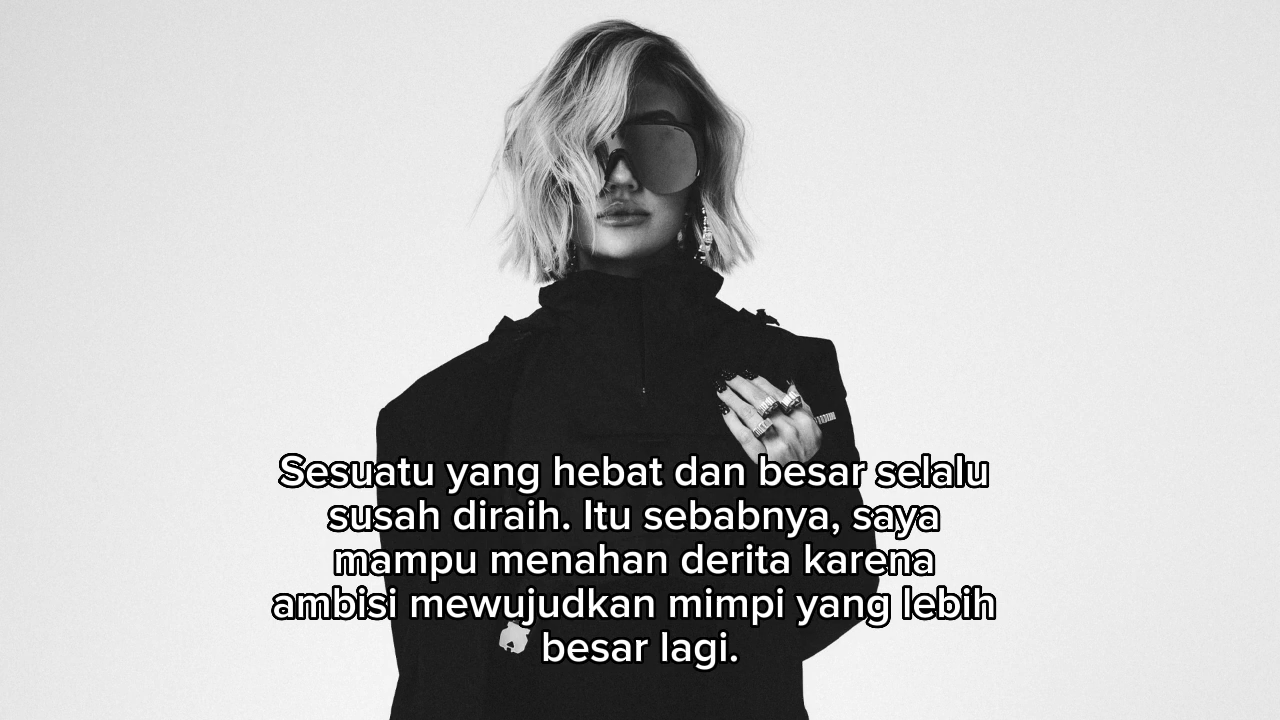 Sesuatu yang hebat dan besar selalu
susah diraih. Itu sebabnya, saya
mampu menahan derita karena
ambisi mewujudkan mimpi yang lebih
besar lagi.